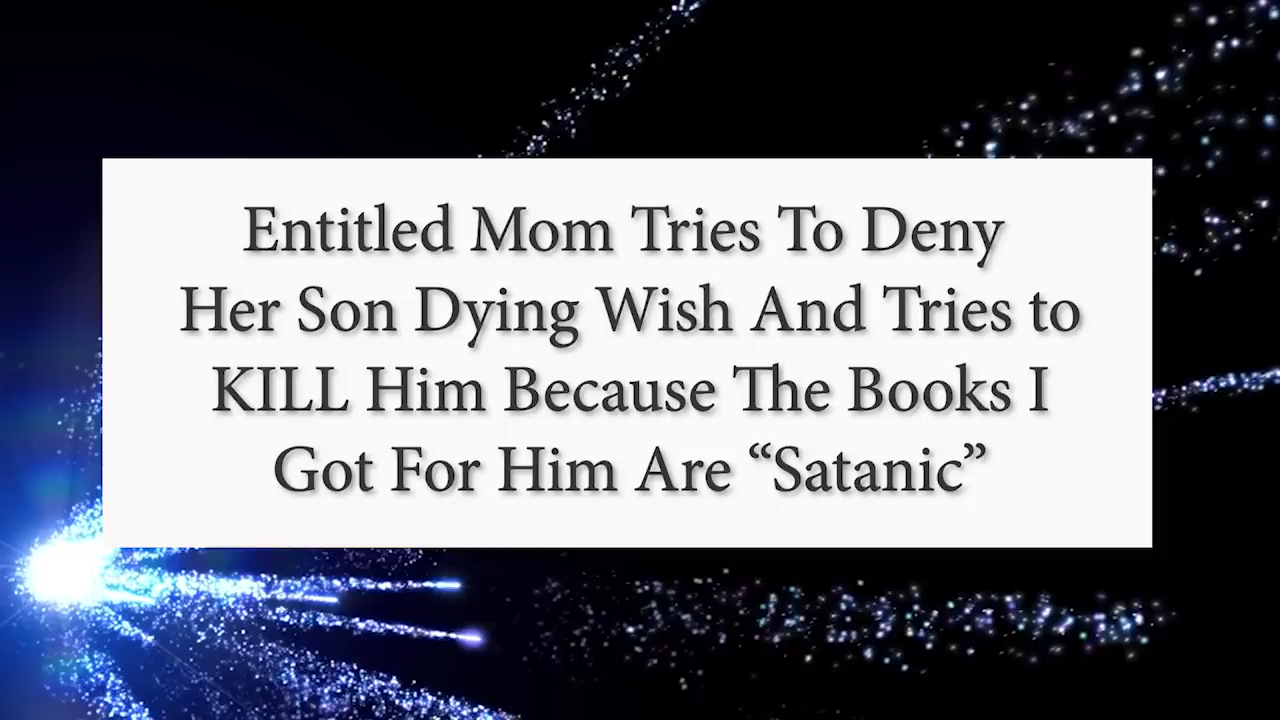 Entitled Mom Tries To Deny
Her Son Dying Wish And Tries to
KILL Him Because The Books I
Got For Him Are “Satanic”